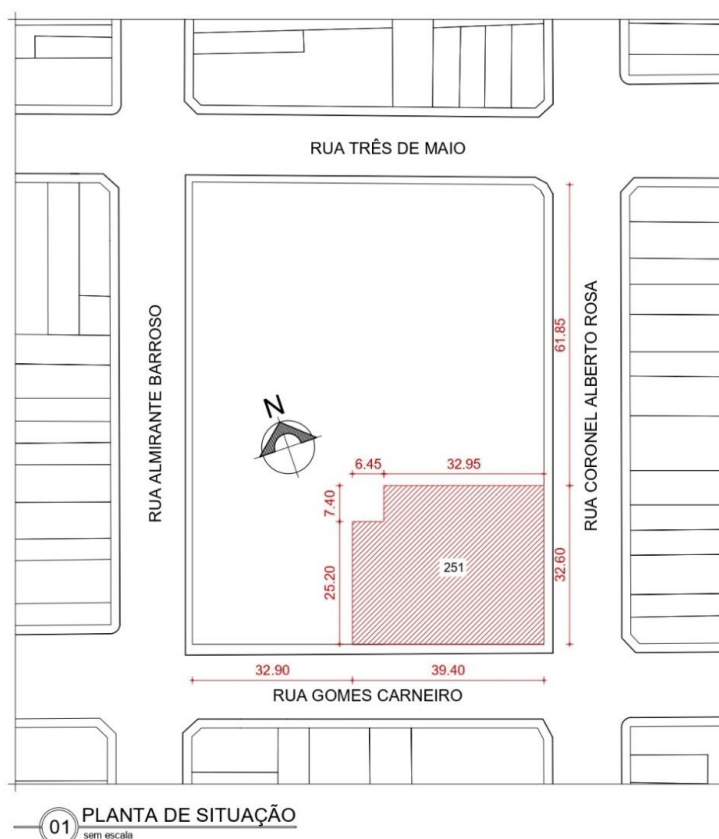 RUA TRÊS DE MAIO
RUA ALMIRANTE BARROSO
61.85
RUA CORONEL ALBERTO ROSA
N
6.45
32.95
7.40
25.20
251
32.60
32.90
39.40
RUA GOMES CARNEIRO
01
PLANTA DE SITUAÇÃO
sem escala